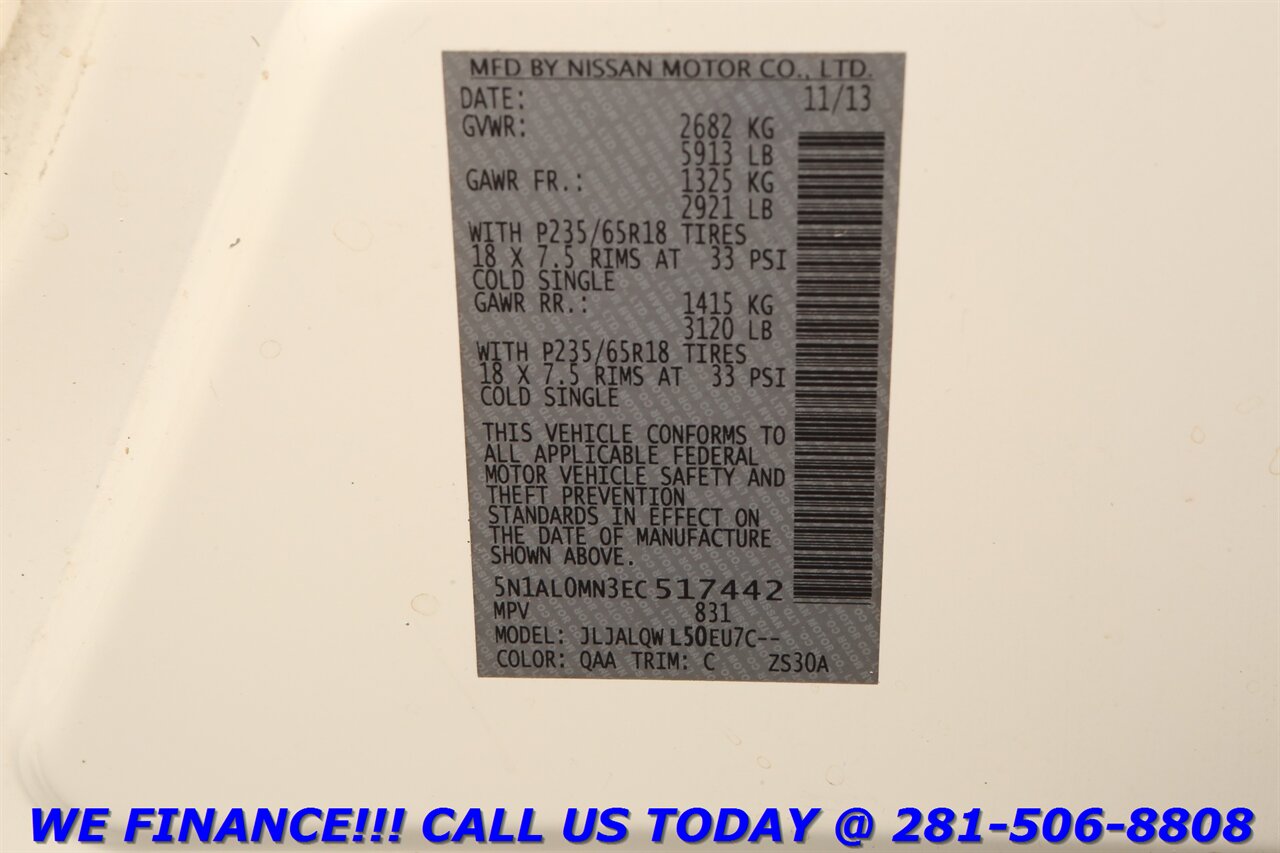 MFD BY NISSAN MOTOR CO., LTD.
DATE: 11/13
GVWR: 2682 KG
5913 LB
GAWR FR.: 1325 KG
2921 LB
WITH P235/65R18 TIRES
18 X 7.5 RIMS AT 33 PSI
COLD SINGLE
GAWR RR.: 1415 KG
3120 LB
WITH P235/65R18 TIRES
18 X 7.5 RIMS AT 33 PSI
COLD SINGLE
THIS VEHICLE CONFORMS TO
ALL APPLICABLE FEDERAL
MOTOR VEHICLE SAFETY AND
THEFT PREVENTION
STANDARDS IN EFFECT ON
THE DATE OF MANUFACTURE
SHOWN ABOVE.
5N1AL0MN3EC517442
MPV 831
MODEL: JLJALQWL50EU7C--
COLOR: QAA TRIM: C ZS30A
WE FINANCE!!! CALL US TODAY @ 281-506-8808